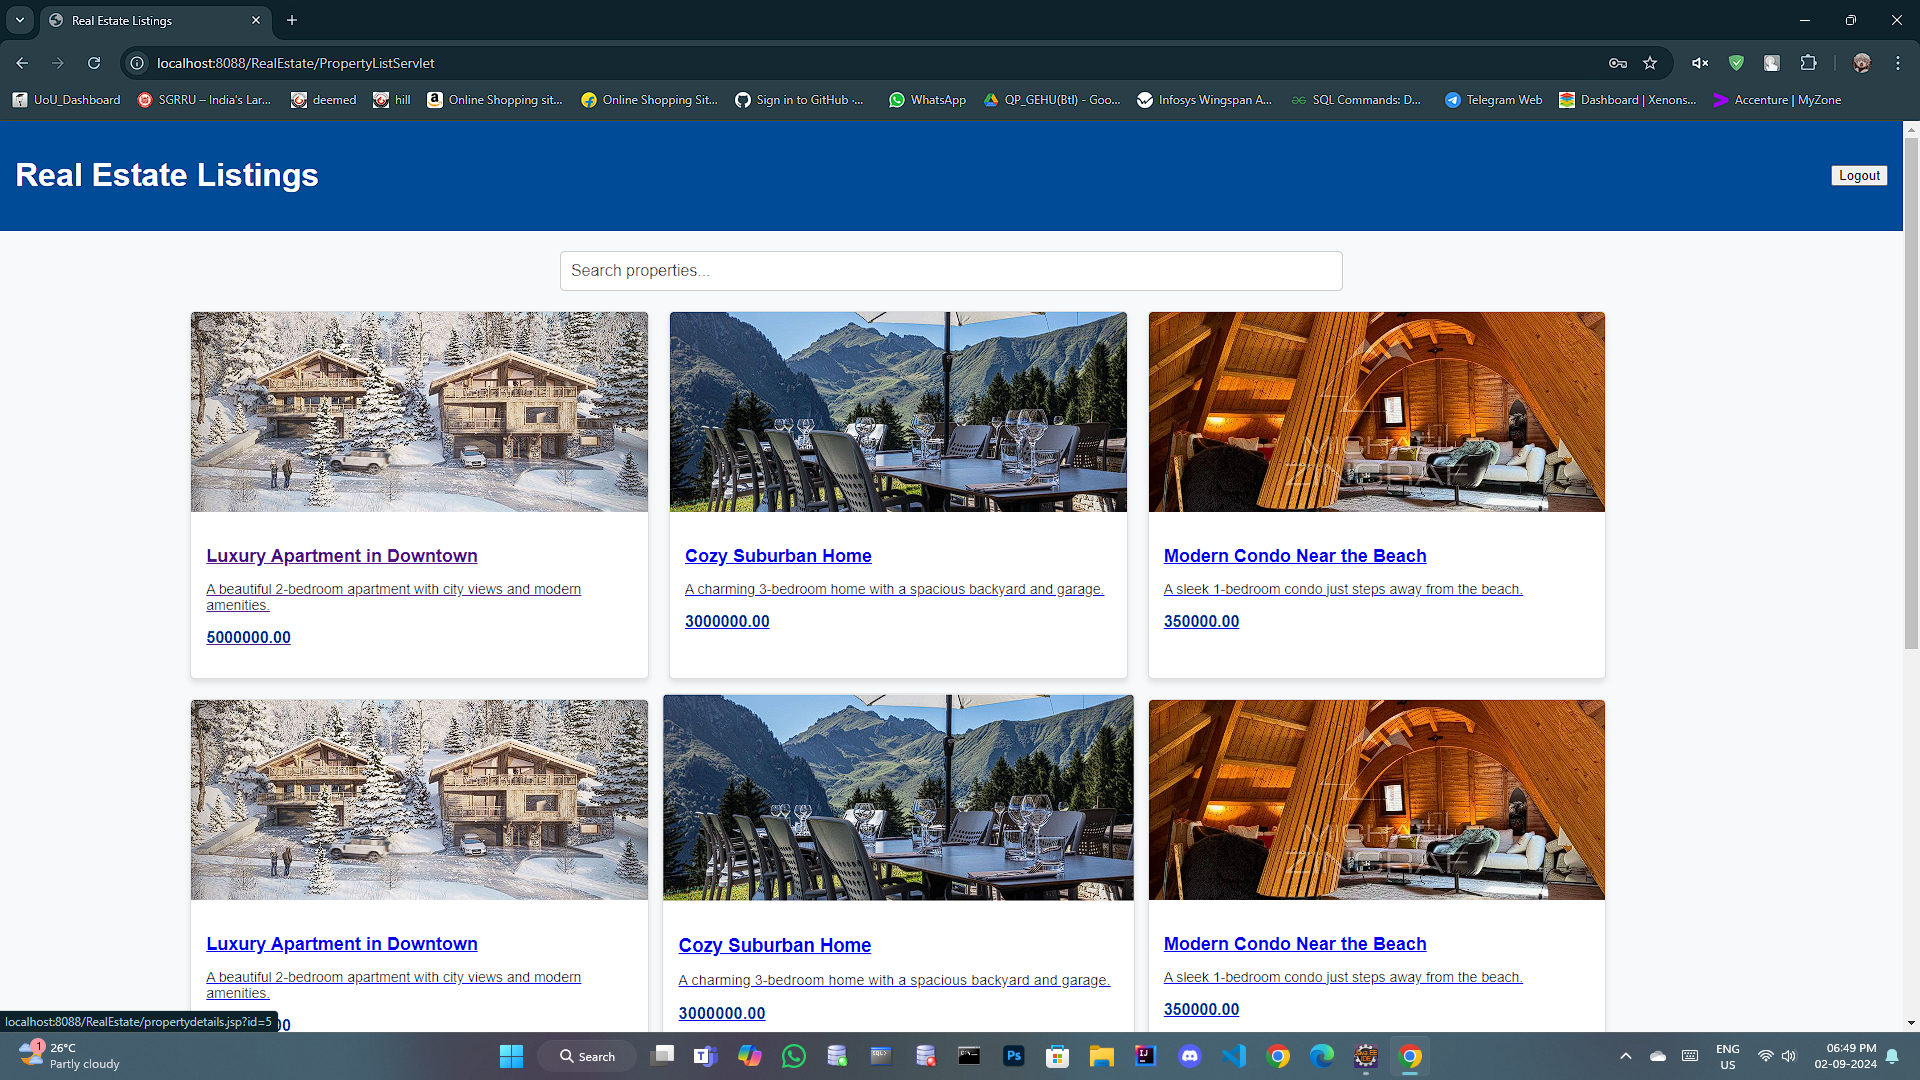 Real Estate Listings
localhost:8088/RealEstate/PropertyListServlet
UoU_Dashboard
SGRRU – India's Lar...
deemed
hill
Online Shopping sit...
Online Shopping Sit...
Sign in to GitHub ·...
WhatsApp
QP_GEHU(Btl) - Goo...
Infosys Wingspan A...
SQL Commands: D...
Telegram Web
Dashboard | Xenons...
Accenture | MyZone
Real Estate Listings
Logout
Search properties...
MICHAËL
ZINGRAF
Luxury Apartment in Downtown
A beautiful 2-bedroom apartment with city views and modern
amenities.
5000000.00
Cozy Suburban Home
A charming 3-bedroom home with a spacious backyard and garage.
3000000.00
Modern Condo Near the Beach
A sleek 1-bedroom condo just steps away from the beach.
350000.00
MICHAËL
ZINGRAF
Luxury Apartment in Downtown
A beautiful 2-bedroom apartment with city views and modern
amenities.
00
Cozy Suburban Home
A charming 3-bedroom home with a spacious backyard and garage.
3000000.00
Modern Condo Near the Beach
A sleek 1-bedroom condo just steps away from the beach.
350000.00
localhost:8088/RealEstate/propertydetails.jsp?id=5
1
26°C
Partly cloudy
Search
Ps
ENG
US
06:49 PM
02-09-2024